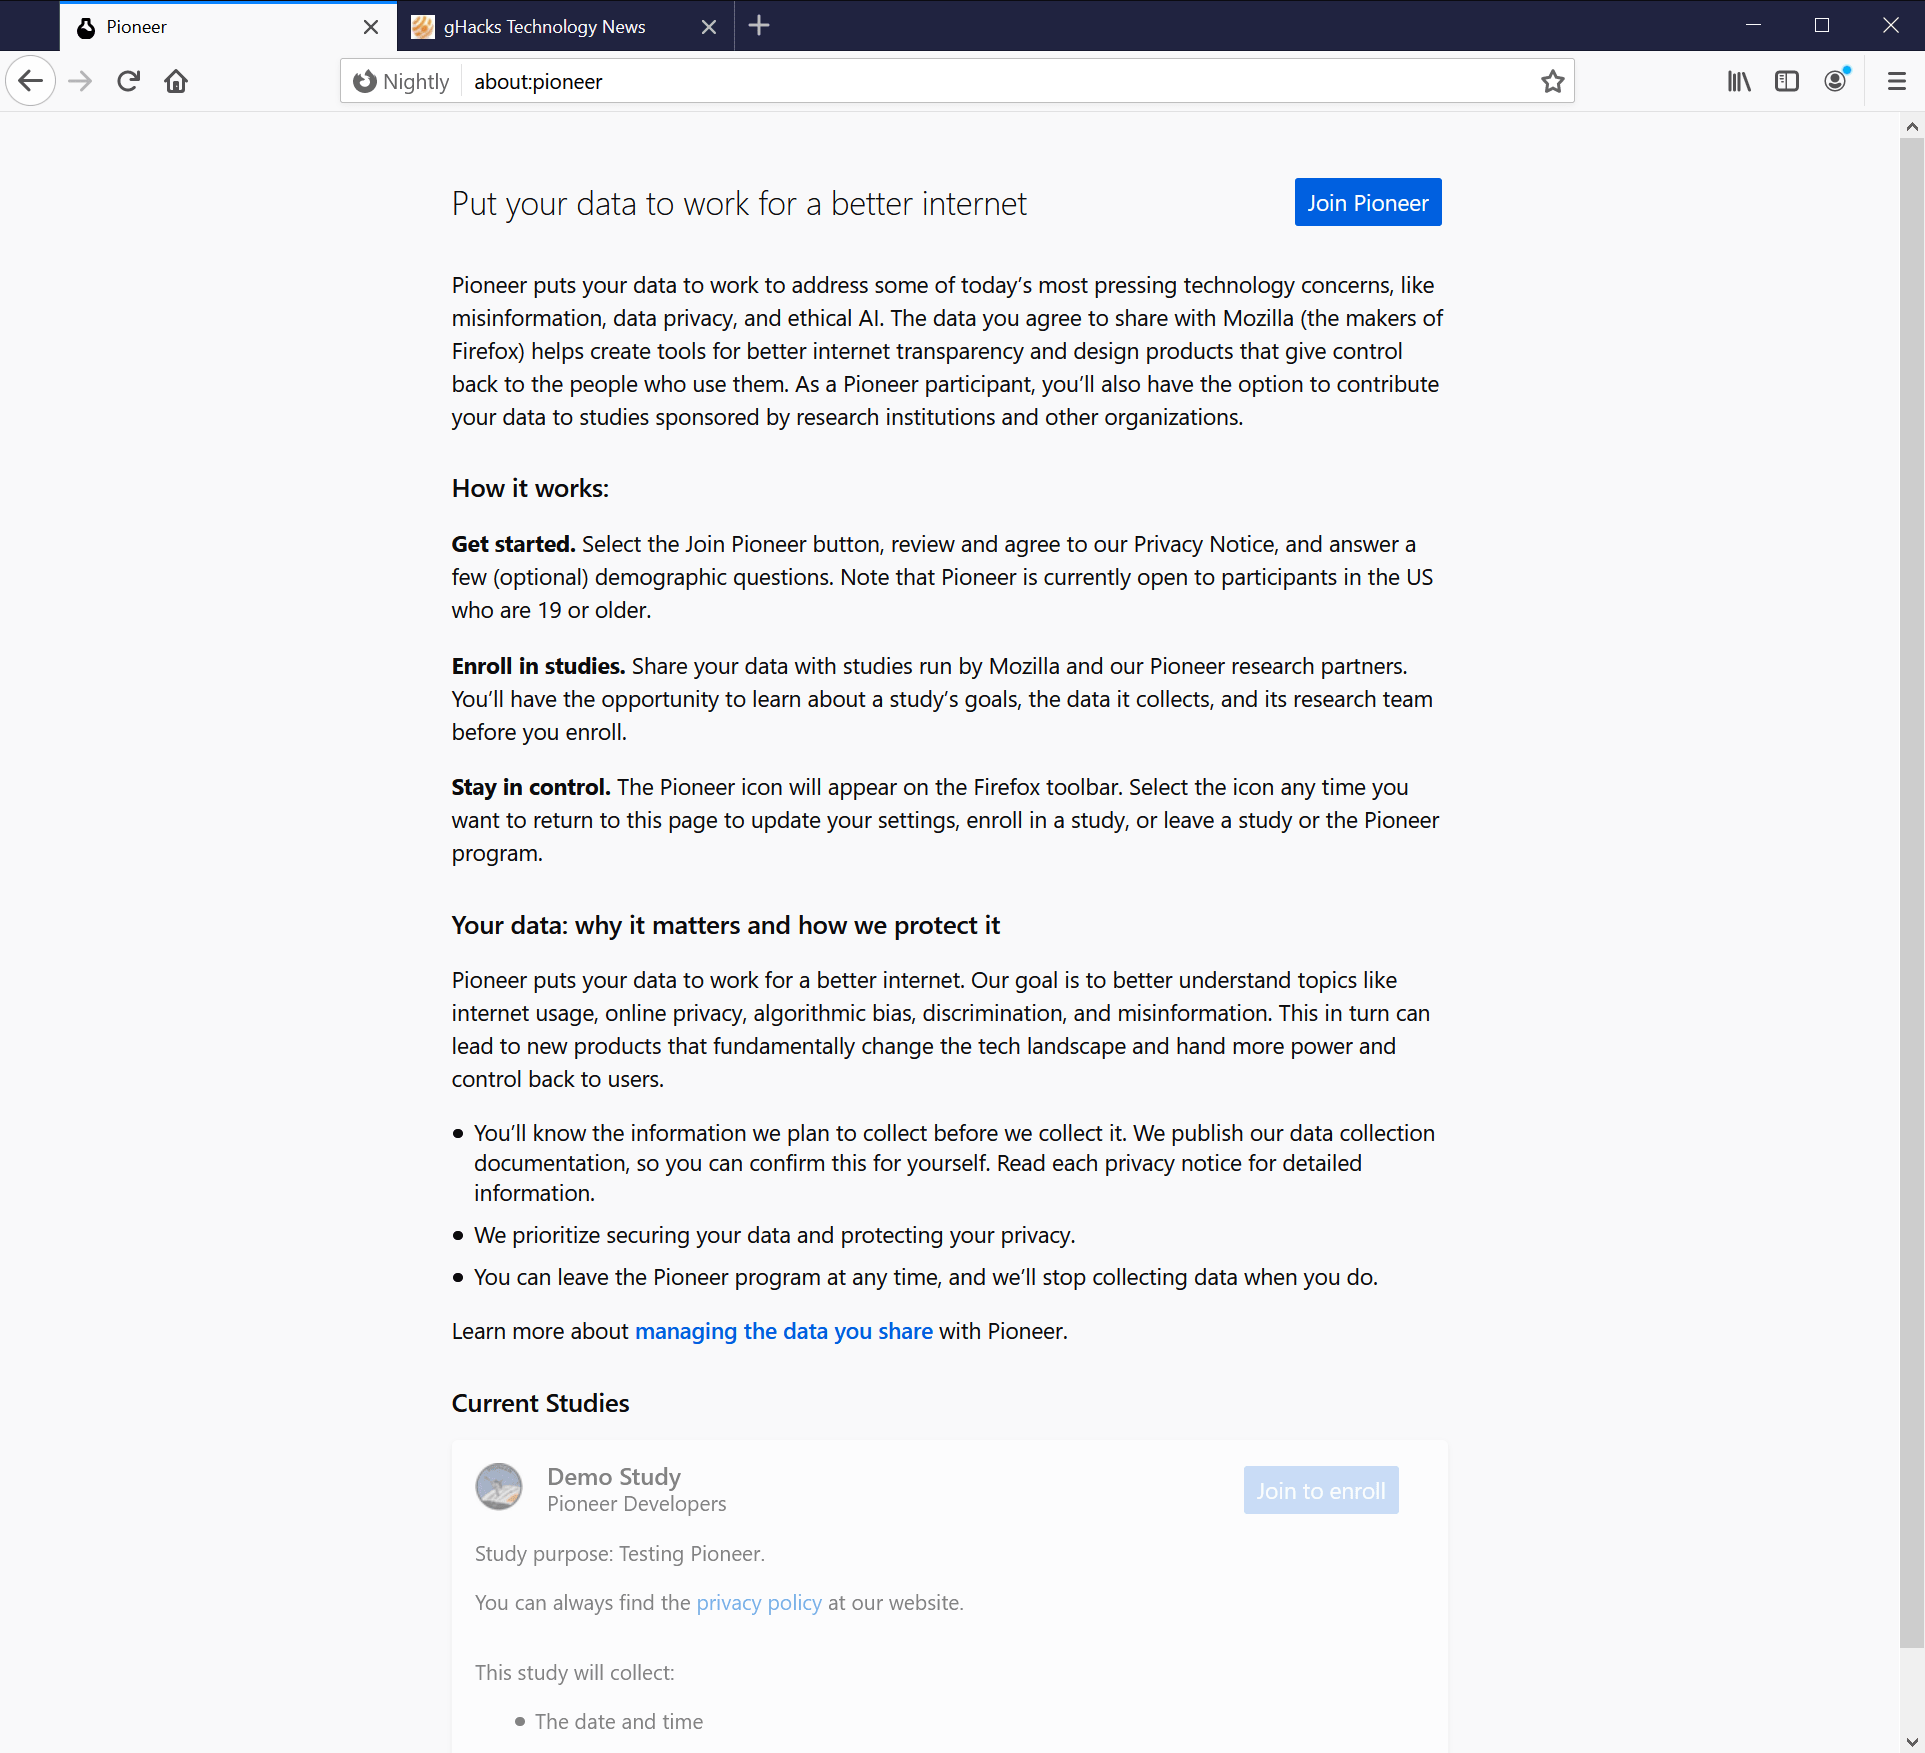 Pioneer
gHacks Technology News
Nightly
about:pioneer
Put your data to work for a better internet
Join Pioneer
Pioneer puts your data to work to address some of today’s most pressing technology concerns, like
misinformation, data privacy, and ethical AI. The data you agree to share with Mozilla (the makers of
Firefox) helps create tools for better internet transparency and design products that give control
back to the people who use them. As a Pioneer participant, you’ll also have the option to contribute
your data to studies sponsored by research institutions and other organizations.
How it works:
Get started. Select the Join Pioneer button, review and agree to our Privacy Notice, and answer a
few (optional) demographic questions. Note that Pioneer is currently open to participants in the US
who are 19 or older.
Enroll in studies. Share your data with studies run by Mozilla and our Pioneer research partners.
You’ll have the opportunity to learn about a study’s goals, the data it collects, and its research team
before you enroll.
Stay in control. The Pioneer icon will appear on the Firefox toolbar. Select the icon any time you
want to return to this page to update your settings, enroll in a study, or leave a study or the Pioneer
program.
Your data: why it matters and how we protect it
Pioneer puts your data to work for a better internet. Our goal is to better understand topics like
internet usage, online privacy, algorithmic bias, discrimination, and misinformation. This in turn can
lead to new products that fundamentally change the tech landscape and hand more power and
control back to users.
● You’ll know the information we plan to collect before we collect it. We publish our data collection
documentation, so you can confirm this for yourself. Read each privacy notice for detailed
information.
● We prioritize securing your data and protecting your privacy.
● You can leave the Pioneer program at any time, and we’ll stop collecting data when you do.
Learn more about managing the data you share with Pioneer.
Current Studies
Demo Study
Pioneer Developers
Join to enroll
Study purpose: Testing Pioneer.
You can always find the privacy policy at our website.
This study will collect:
● The date and time